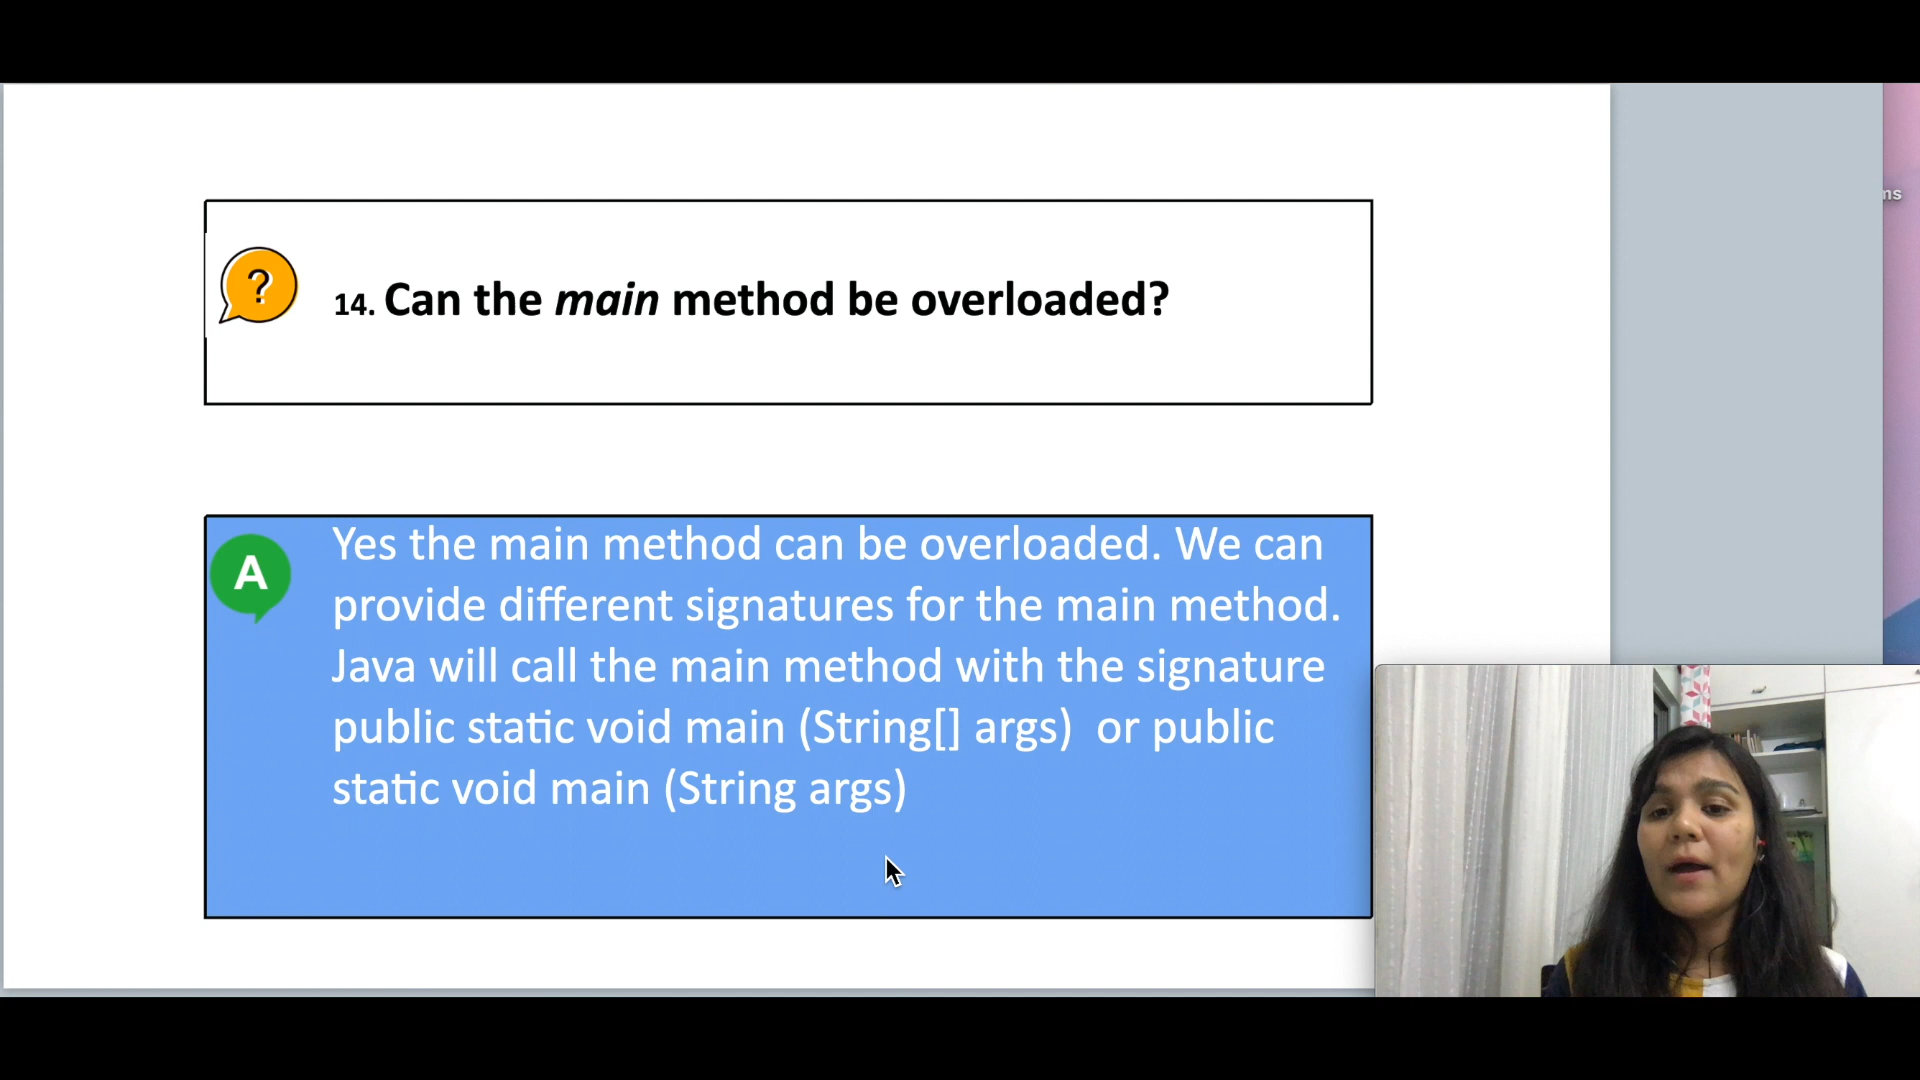 ns
?
14. Can the main method be overloaded?
A
Yes the main method can be overloaded. We can
provide different signatures for the main method.
Java will call the main method with the signature
public static void main (String[] args)  or public
static void main (String args)